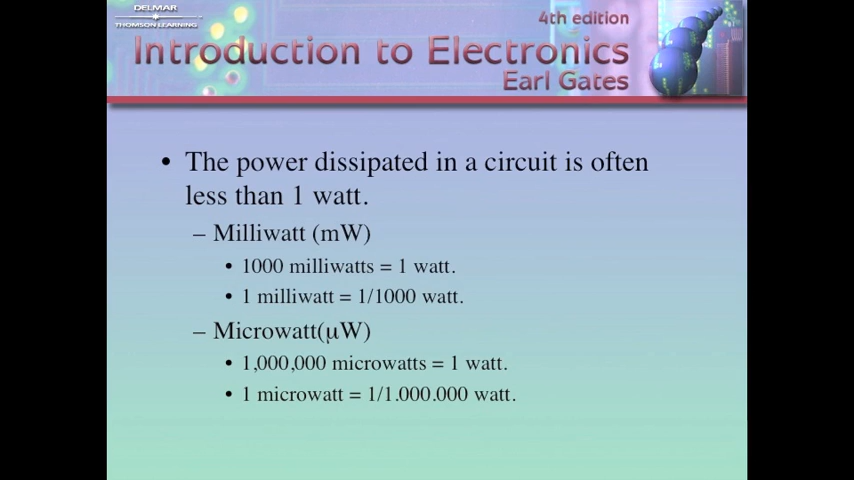 DELMAR
THOMSON LEARNING
4th edition
Introduction to Electronics
Earl Gates
• The power dissipated in a circuit is often
less than 1 watt.
– Milliwatt (mW)
• 1000 milliwatts = 1 watt.
• 1 milliwatt = 1/1000 watt.
– Microwatt(µW)
• 1,000,000 microwatts = 1 watt.
• 1 microwatt = 1/1.000.000 watt.